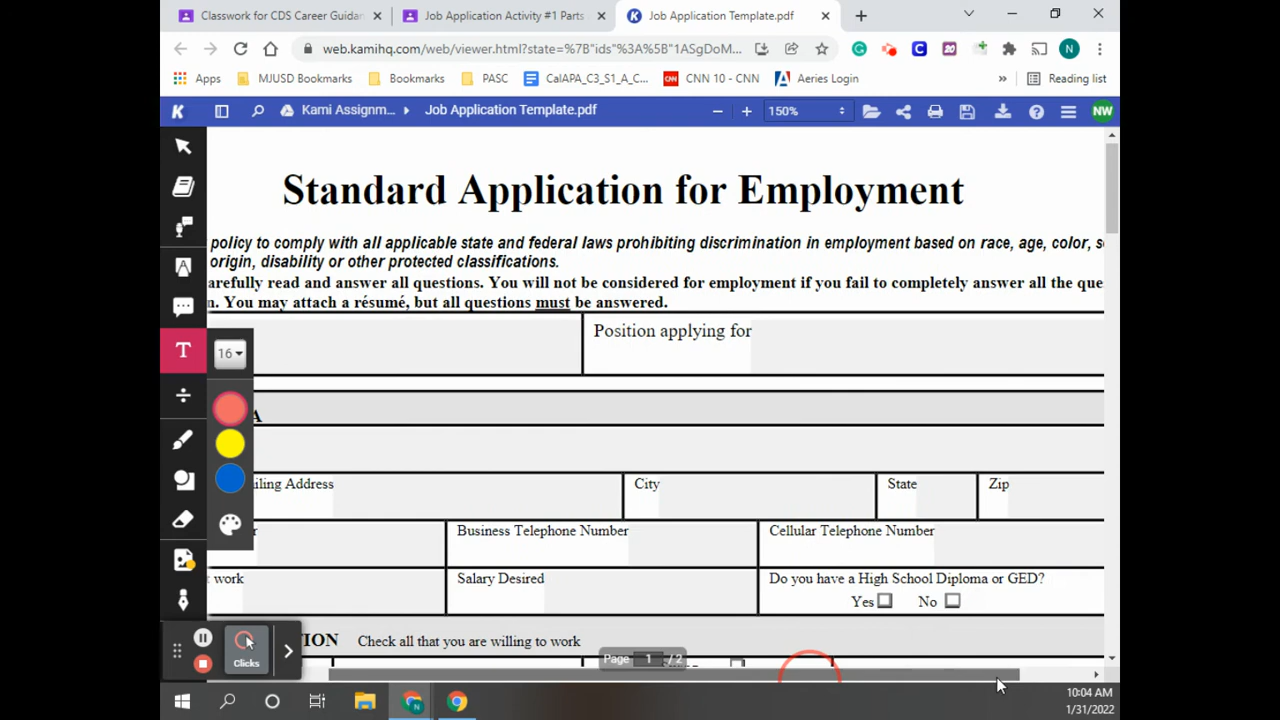 Classwork for CDS Career Guidan
Job Application Activity #1 Parts
Job Application Template.pdf
web.kamihq.com/web/viewer.html?state=%7B"ids"%3A%5B"1ASgDoM...
N
Apps
MJUSD Bookmarks
Bookmarks
PASC
CalAPA_C3_S1_A_C...
CNN 10 - CNN
Aeries Login
»
Reading list
K
Kami Assignm...
Job Application Template.pdf
150%
NW
Standard Application for Employment
policy to comply with all applicable state and federal laws prohibiting discrimination in employment based on race, age, color, s
origin, disability or other protected classifications.
arefully read and answer all questions. You will not be considered for employment if you fail to completely answer all the que
n. You may attach a résumé, but all questions must be answered.
Position applying for
T
16
A
iling Address
City
State
Zip
r
Business Telephone Number
Cellular Telephone Number
t work
Salary Desired
Do you have a High School Diploma or GED?
Yes
No
TION
Check all that you are willing to work
Clicks
Page 1 / 2
10:04 AM
1/31/2022